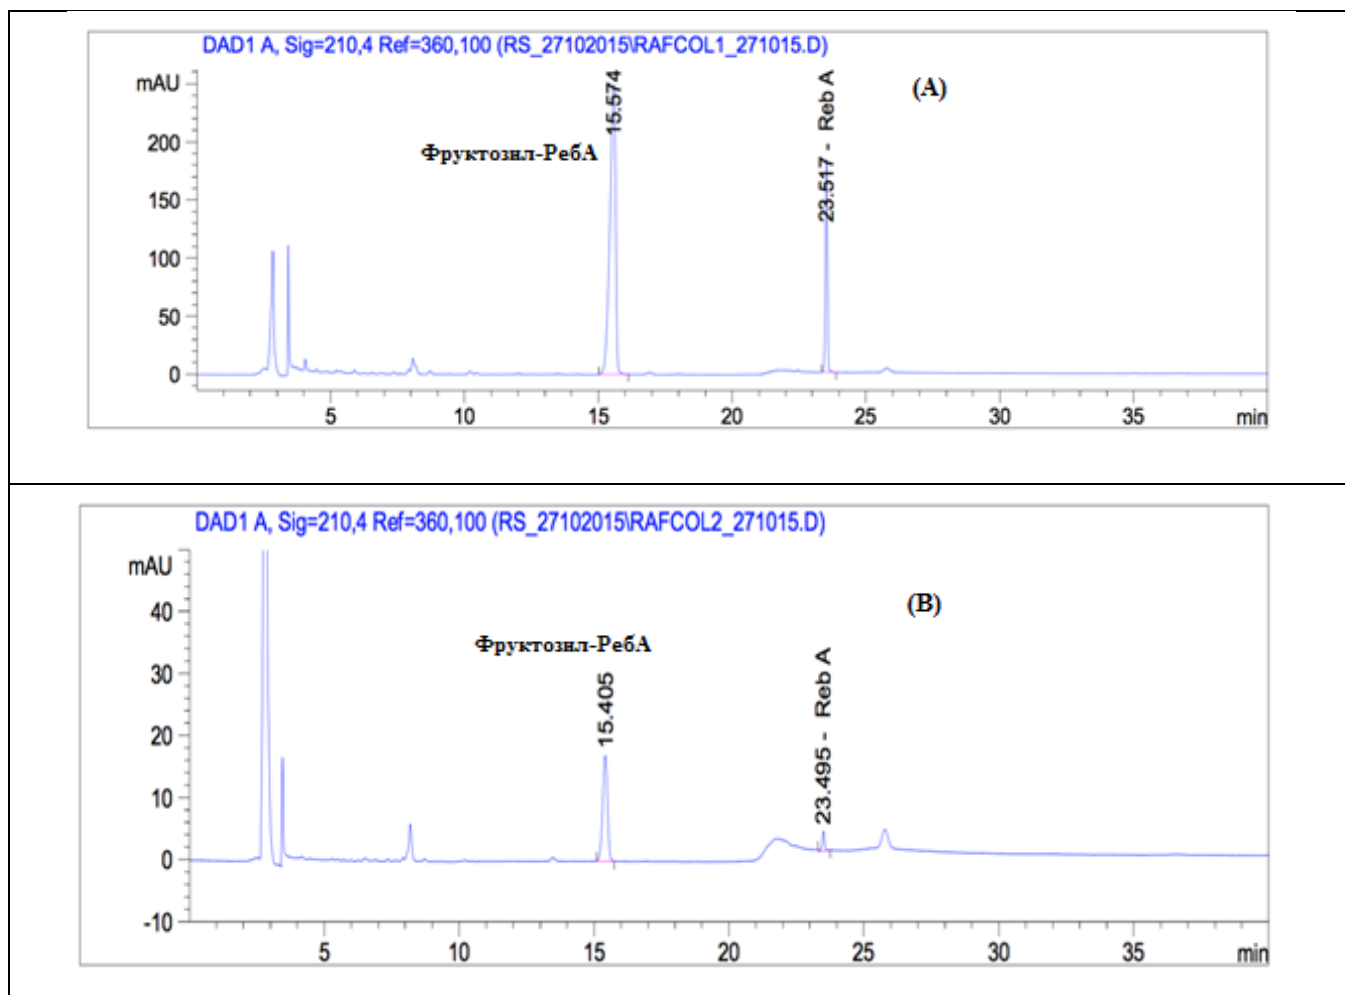 DAD1 A, Sig=210,4 Ref=360,100 (RS_27102015\RAFCOL1_271015.D)
mAU
(A)
15.574
23.517 - Reb A
Фруктозил-РебА
200
150
100
50
0
5
10
15
20
25
30
35
min
DAD1 A, Sig=210,4 Ref=360,100 (RS_27102015\RAFCOL2_271015.D)
mAU
(B)
Фруктозил-РебА
15.405
23.495 - Reb A
40
30
20
10
0
-10
5
10
15
20
25
30
35
min